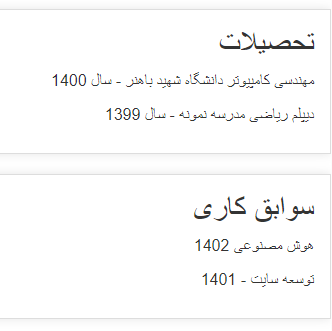 تحصیلات
مهندسی کامپیوتر دانشگاه شهید باهنر - سال 1400
دیپلم ریاضی مدرسه نمونه - سال 1399
سوابق کاری
هوش مصنوعی 1402
توسعه سایت - 1401